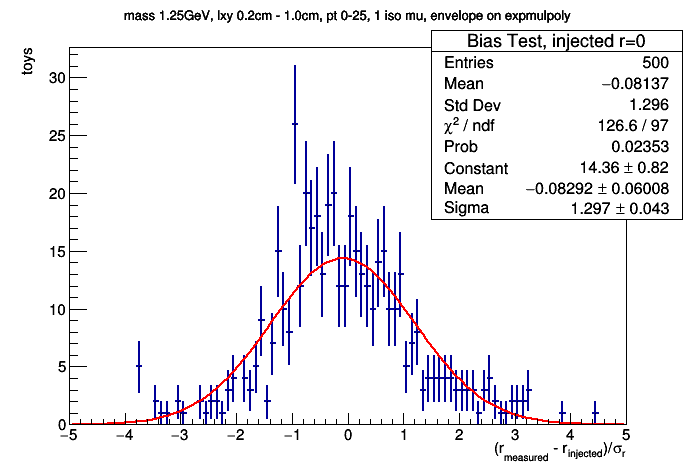 mass 1.25GeV, lxy 0.2cm - 1.0cm, pt 0-25, 1 iso mu, envelope on expmulpoly
Bias Test, injected r=0
Entries 500
Mean −0.08137
Std Dev 1.296
χ² / ndf 126.6 / 97
Prob 0.02353
Constant 14.36 ± 0.82
Mean −0.08292 ± 0.06008
Sigma 1.297 ± 0.043
toys
30
25
20
15
10
5
0
−5 −4 −3 −2 −1 0 1 2 3 4 5
(r_measured - r_injected)/σ_r